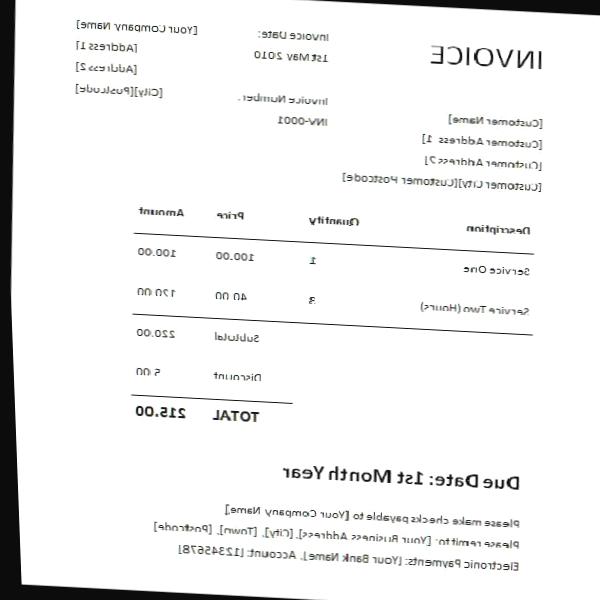 INVOICE
Invoice Date:
1st May 2010
Invoice Number.
INV-0001
[Your Company Name]
[Address 1]
[Address 2]
[City][Postcode]
[Customer Name]
[Customer Address 1]
[Customer Address 2]
[Customer City][Customer Postcode]
Description Quantity Price Amount
Service One 1 100.00 100.00
Service Two (Hours) 3 40.00 120.00
Subtotal 220.00
Discount 5.00
TOTAL 215.00
Due Date: 1st Month Year
Please make checks payable to [Your Company Name]
Please remit to: [Your Business Address], [City], [Town], [Postcode]
Electronic Payments: [Your Bank Name], Account: [12345678]